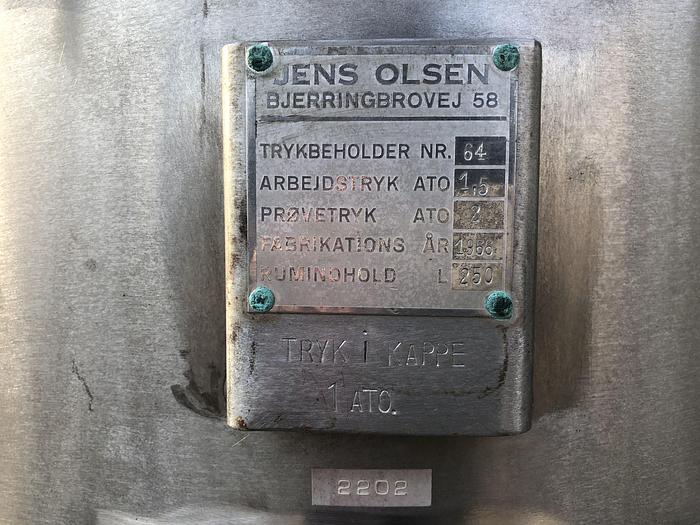 JENS OLSEN
BJERRINGBROVEJ 58
TRYKBEHOLDER NR. 64
ARBEJDSTRYK ATO 1,5
PRØVETRYK ATO 2
FABRIKATIONS ÅR 1966
RUMINDHOLD L 250
TRYK i KAPPE
1 ATO.
2202